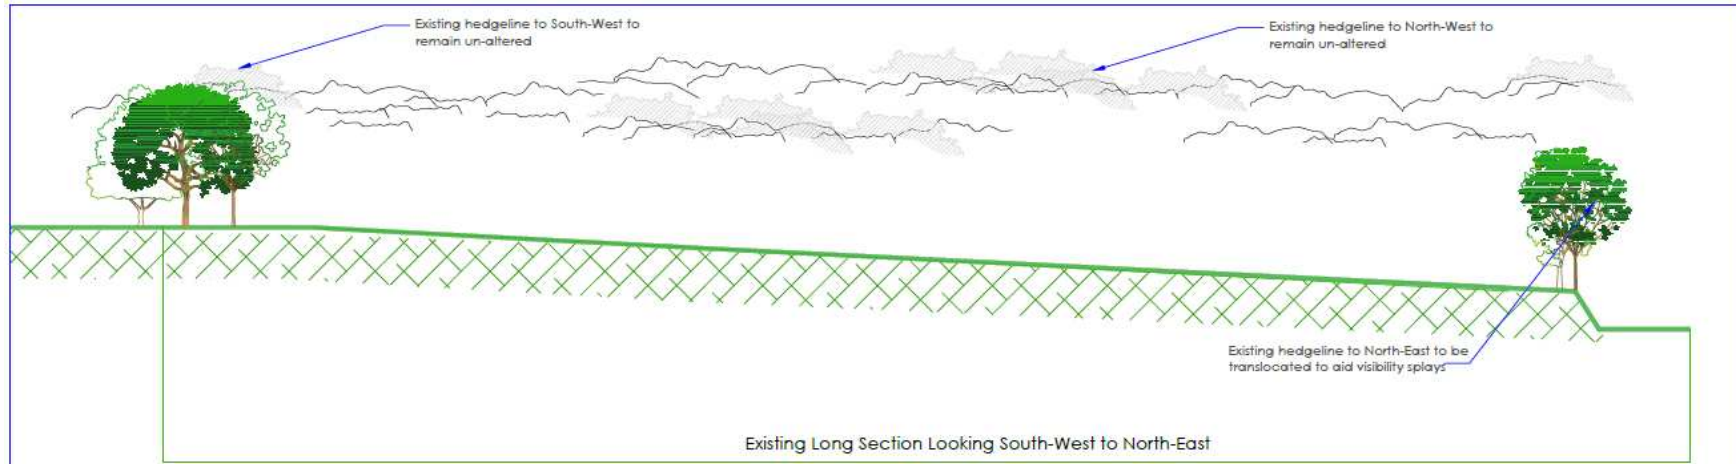 Existing hedgeline to South-West to
remain un-altered
Existing hedgeline to North-West to
remain un-altered
Existing hedgeline to North-East to be
translocated to aid visibility splays
Existing Long Section Looking South-West to North-East